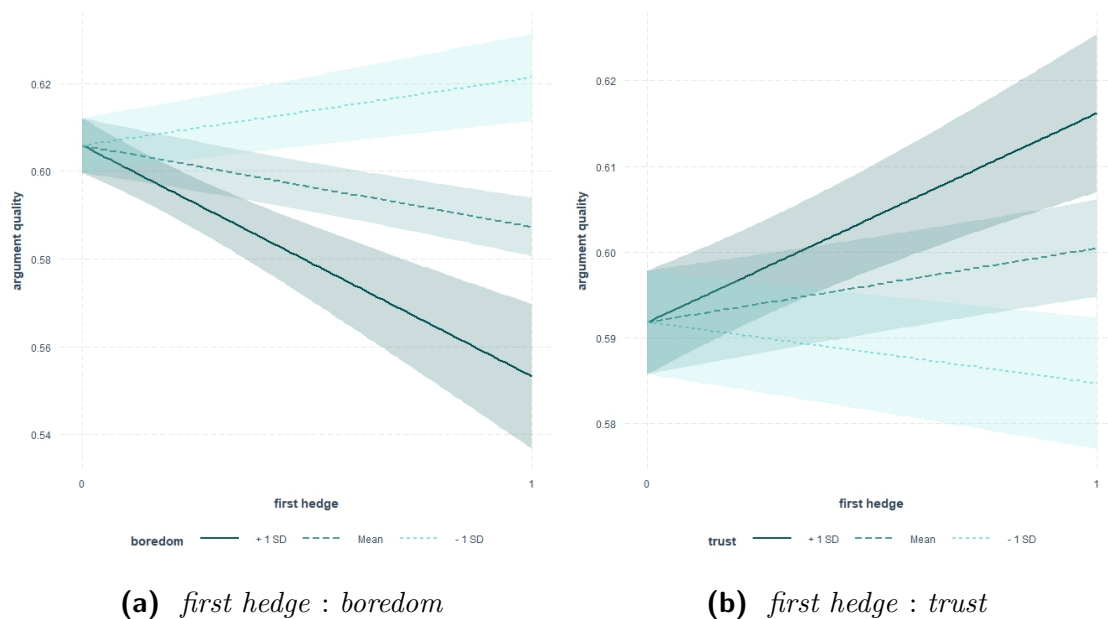 0.62
0.60
0.58
0.56
0.54
argument quality
0 1
first hedge
boredom + 1 SD Mean - 1 SD
(a) first hedge : boredom
0.62
0.61
0.60
0.59
0.58
argument quality
0 1
first hedge
trust + 1 SD Mean - 1 SD
(b) first hedge : trust